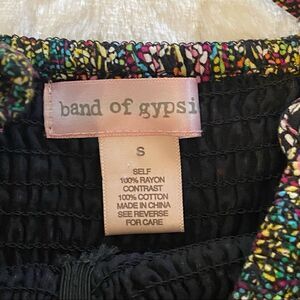 band of gypsi
S
SELF
100% RAYON
CONTRAST
100% COTTON
MADE IN CHINA
SEE REVERSE
FOR CARE